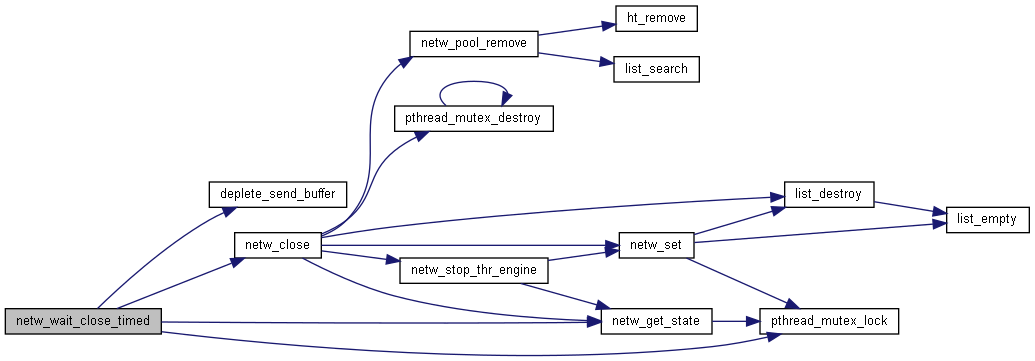 ht_remove
netw_pool_remove
list_search
pthread_mutex_destroy
deplete_send_buffer
list_destroy
list_empty
netw_close
netw_set
netw_stop_thr_engine
netw_wait_close_timed
netw_get_state
pthread_mutex_lock